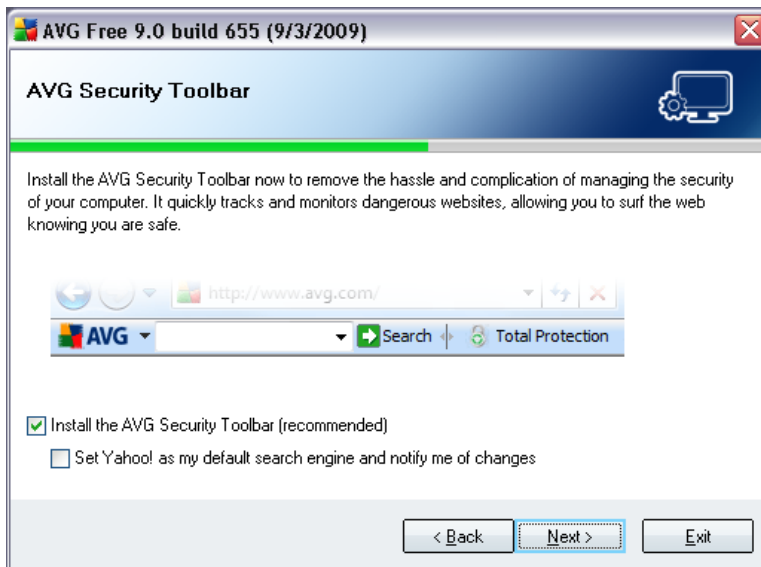 AVG Free 9.0 build 655 (9/3/2009)
AVG Security Toolbar
Install the AVG Security Toolbar now to remove the hassle and complication of managing the security
of your computer. It quickly tracks and monitors dangerous websites, allowing you to surf the web
knowing you are safe.
http://www.avg.com/
AVG Search Total Protection
Install the AVG Security Toolbar (recommended)
Set Yahoo! as my default search engine and notify me of changes
< Back Next > Exit